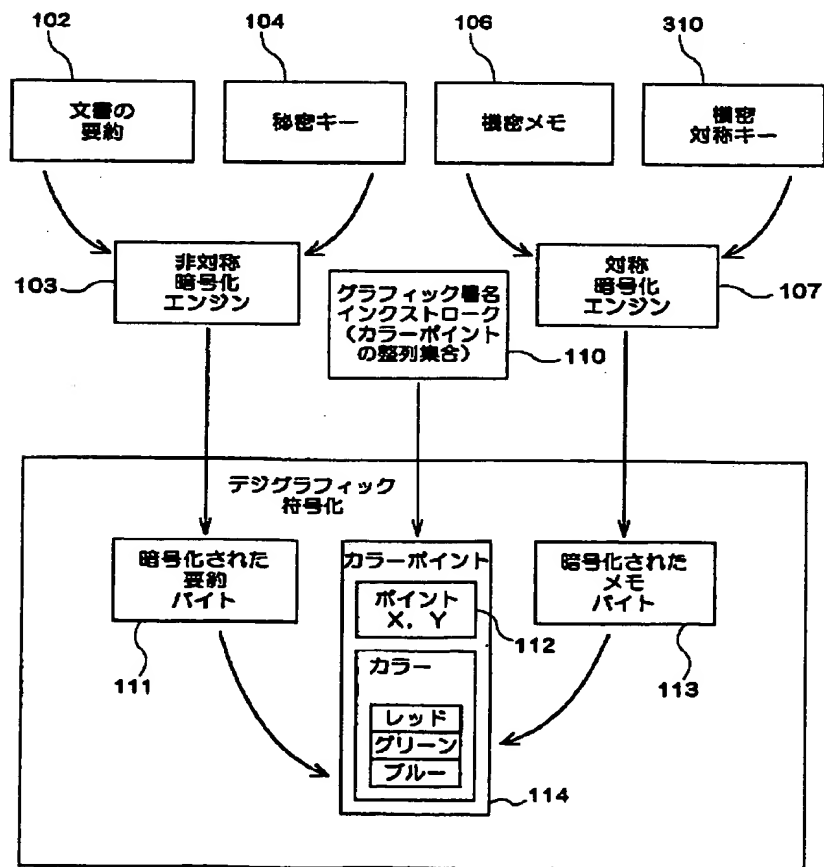 102
104
106
310
文書の
要約
秘密キー
機密メモ
機密
対称キー
103
非対称
暗号化
エンジン
グラフィック署名
インクストローク
(カラーポイント
の整列集合)
110
対称
暗号化
エンジン
107
デジグラフィック
符号化
暗号化された
要約
バイト
111
カラーポイント
ポイント
X, Y
112
カラー
レッド
グリーン
ブルー
114
暗号化された
メモ
バイト
113